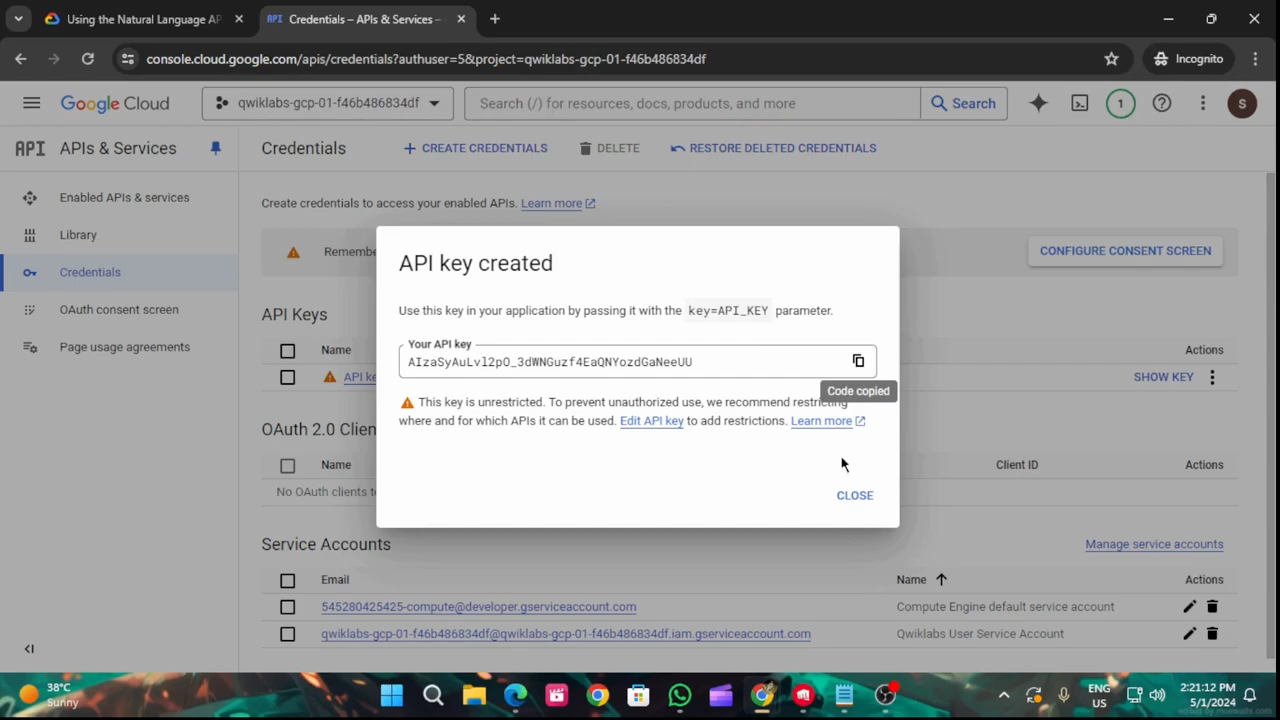 Using the Natural Language AP
Credentials – APIs & Services –
console.cloud.google.com/apis/credentials?authuser=5&project=qwiklabs-gcp-01-f46b486834df
Incognito
Google Cloud
qwiklabs-gcp-01-f46b486834df
Search (/) for resources, docs, products, and more
Search
1
S
API APIs & Services
Credentials
CREATE CREDENTIALS
DELETE
RESTORE DELETED CREDENTIALS
Enabled APIs & services
Library
Credentials
OAuth consent screen
Page usage agreements
Create credentials to access your enabled APIs. Learn more
Remembe
CONFIGURE CONSENT SCREEN
API key created
Use this key in your application by passing it with the key=API_KEY parameter.
Your API key
AIzaSyAuLvl2pO_3dWNGuzf4EaQNYozdGaNeeUU
Code copied
This key is unrestricted. To prevent unauthorized use, we recommend restricting
where and for which APIs it can be used. Edit API key to add restrictions. Learn more
CLOSE
API Keys
Name
Actions
API ke
SHOW KEY
OAuth 2.0 Clien
Name
Client ID
Actions
No OAuth clients t
Service Accounts
Manage service accounts
Email
Name
Actions
545280425425-compute@developer.gserviceaccount.com
Compute Engine default service account
qwiklabs-gcp-01-f46b486834df@qwiklabs-gcp-01-f46b486834df.iam.gserviceaccount.com
Qwiklabs User Service Account
38°C
Sunny
ENG
US
2:21:12 PM
5/1/2024